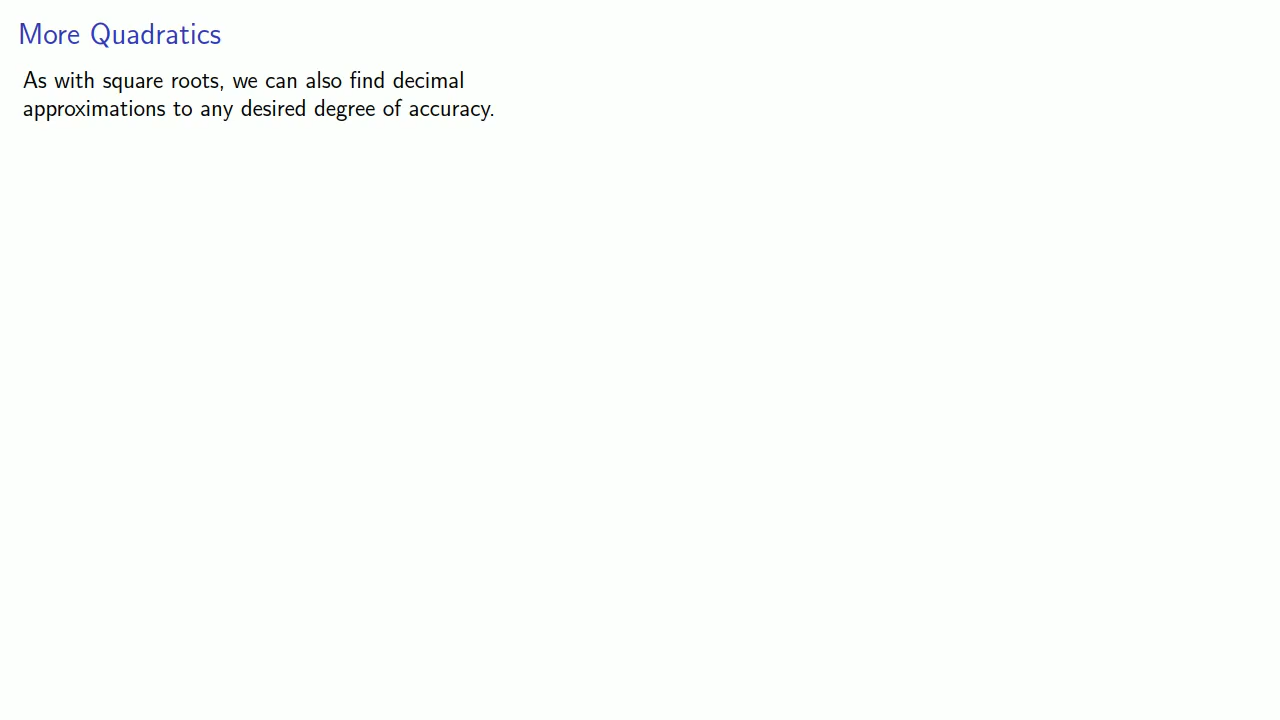 More Quadratics
As with square roots, we can also find decimal
approximations to any desired degree of accuracy.